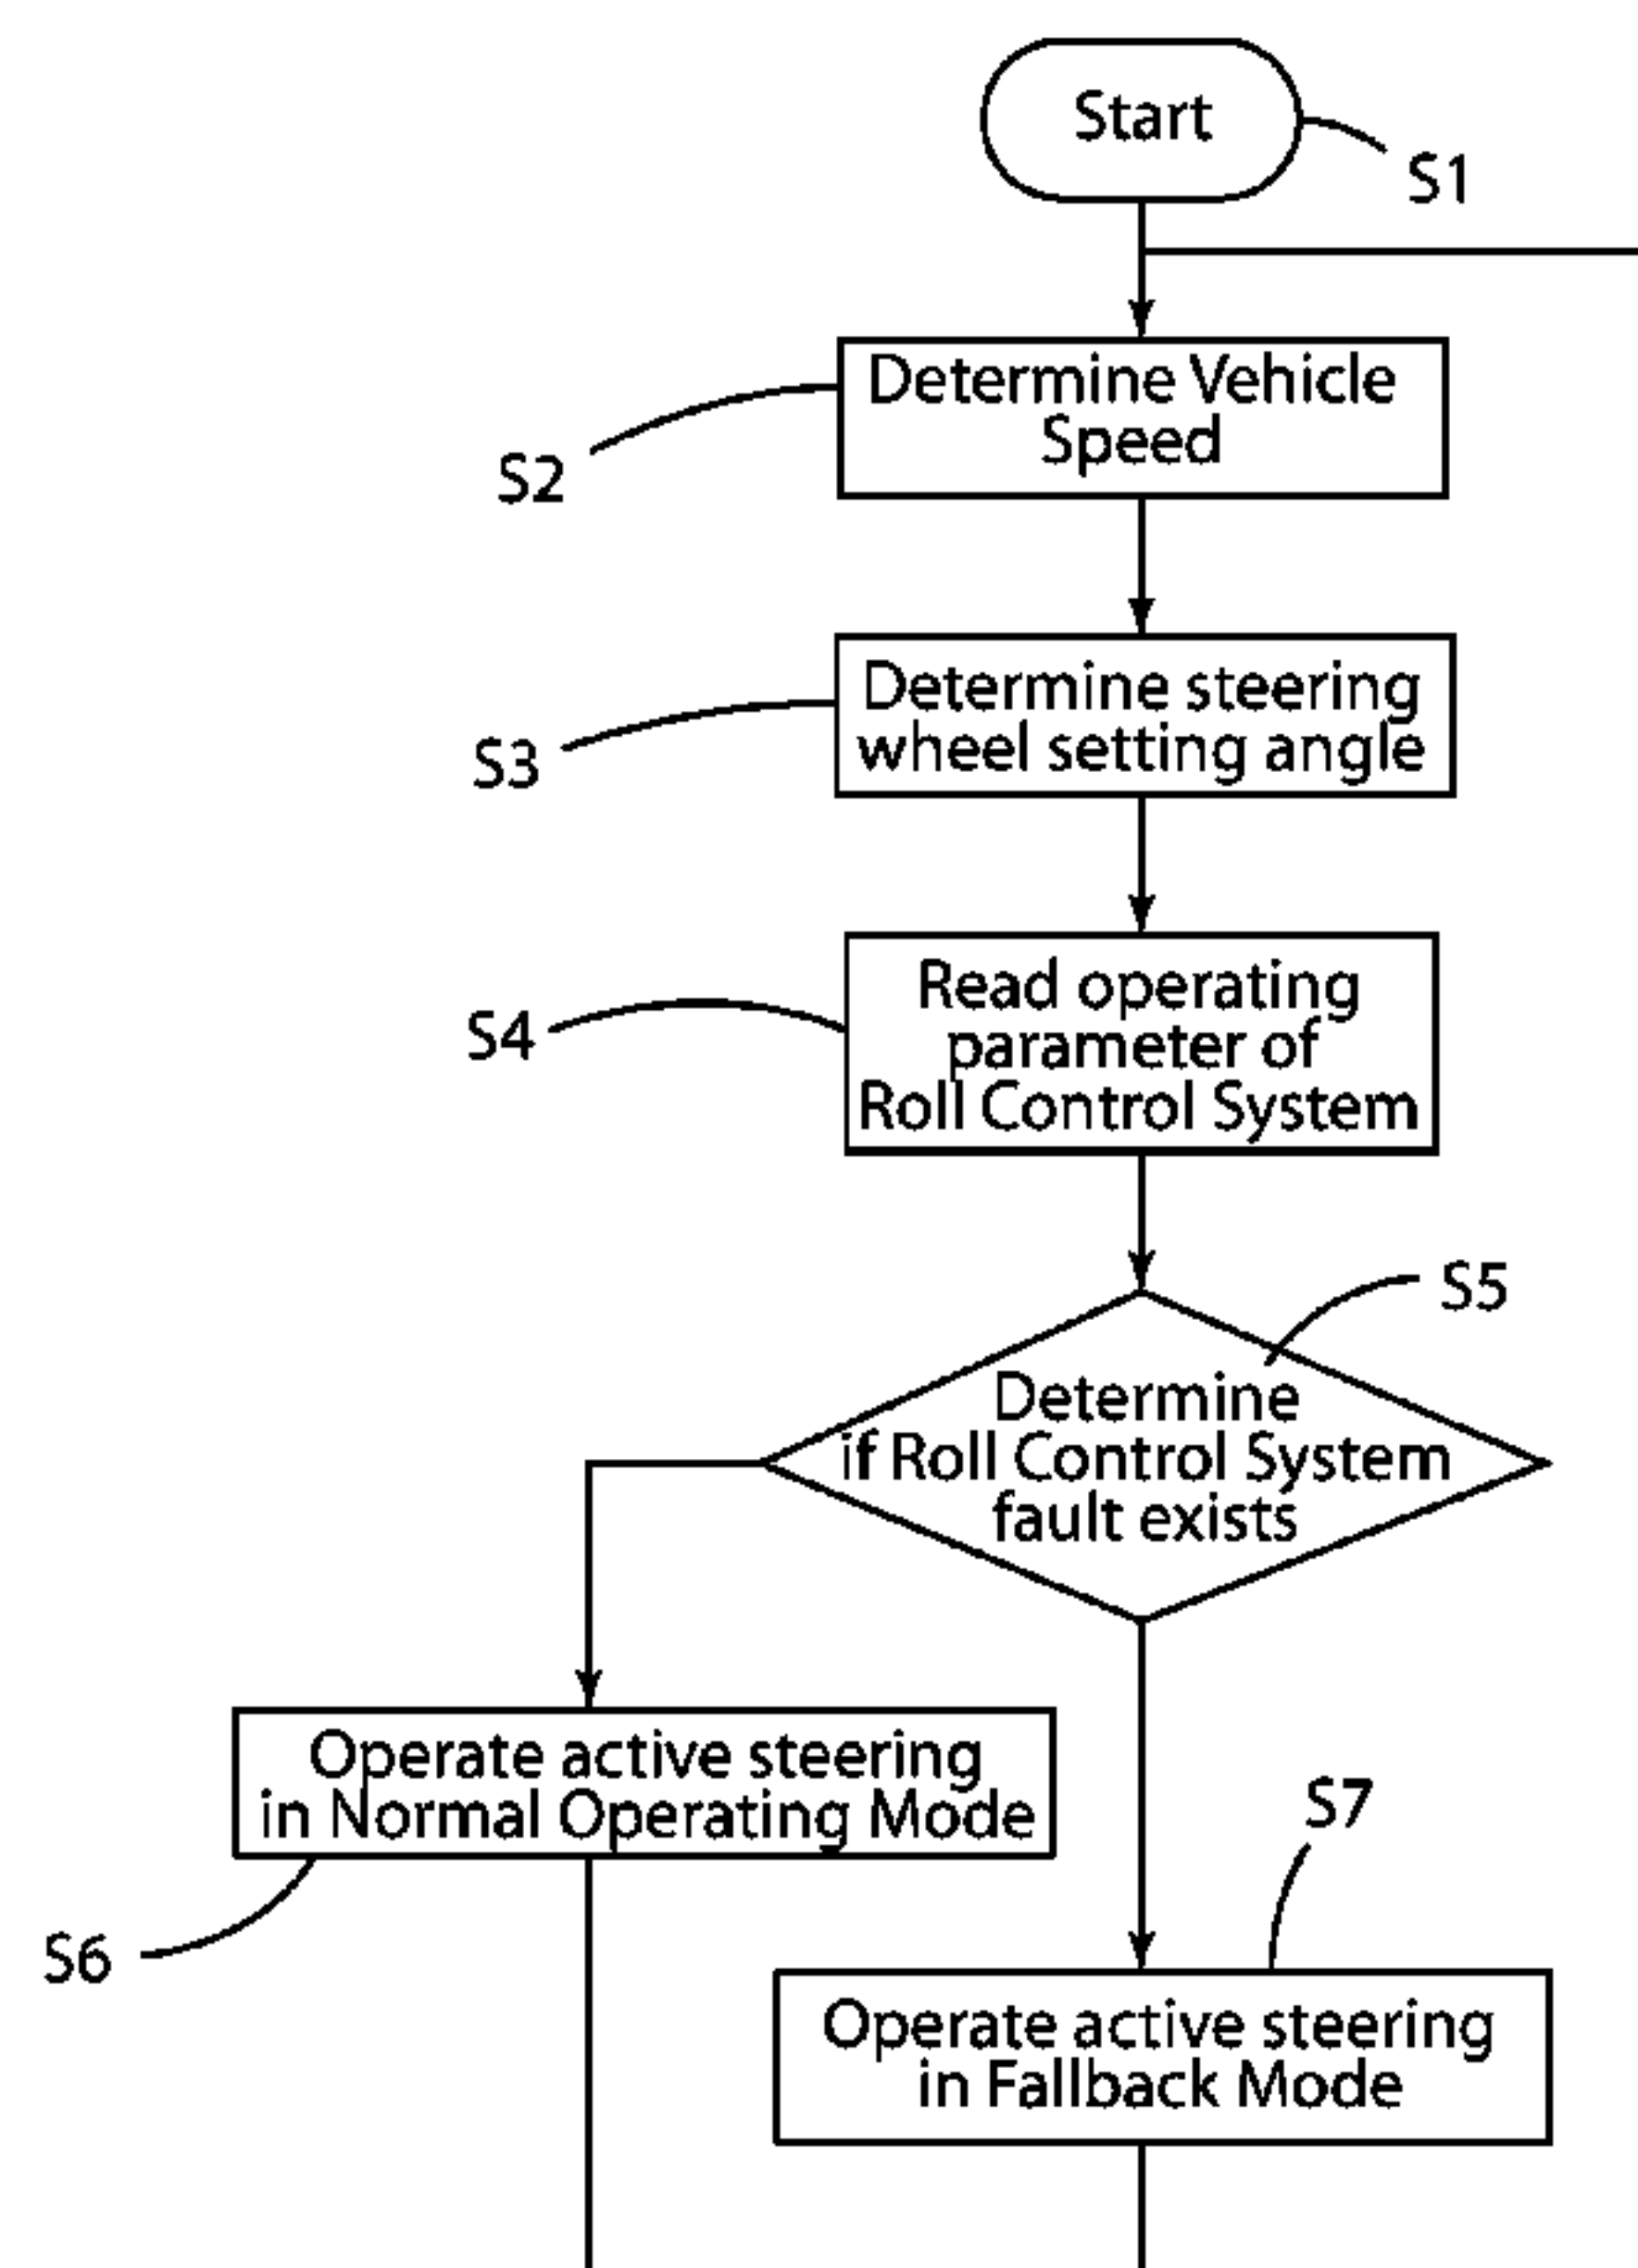 Start
S1
Determine Vehicle
Speed
S2
Determine steering
wheel setting angle
S3
Read operating
parameter of
Roll Control System
S4
S5
Determine
if Roll Control System
fault exists
Operate active steering
in Normal Operating Mode
S7
S6
Operate active steering
in Fallback Mode